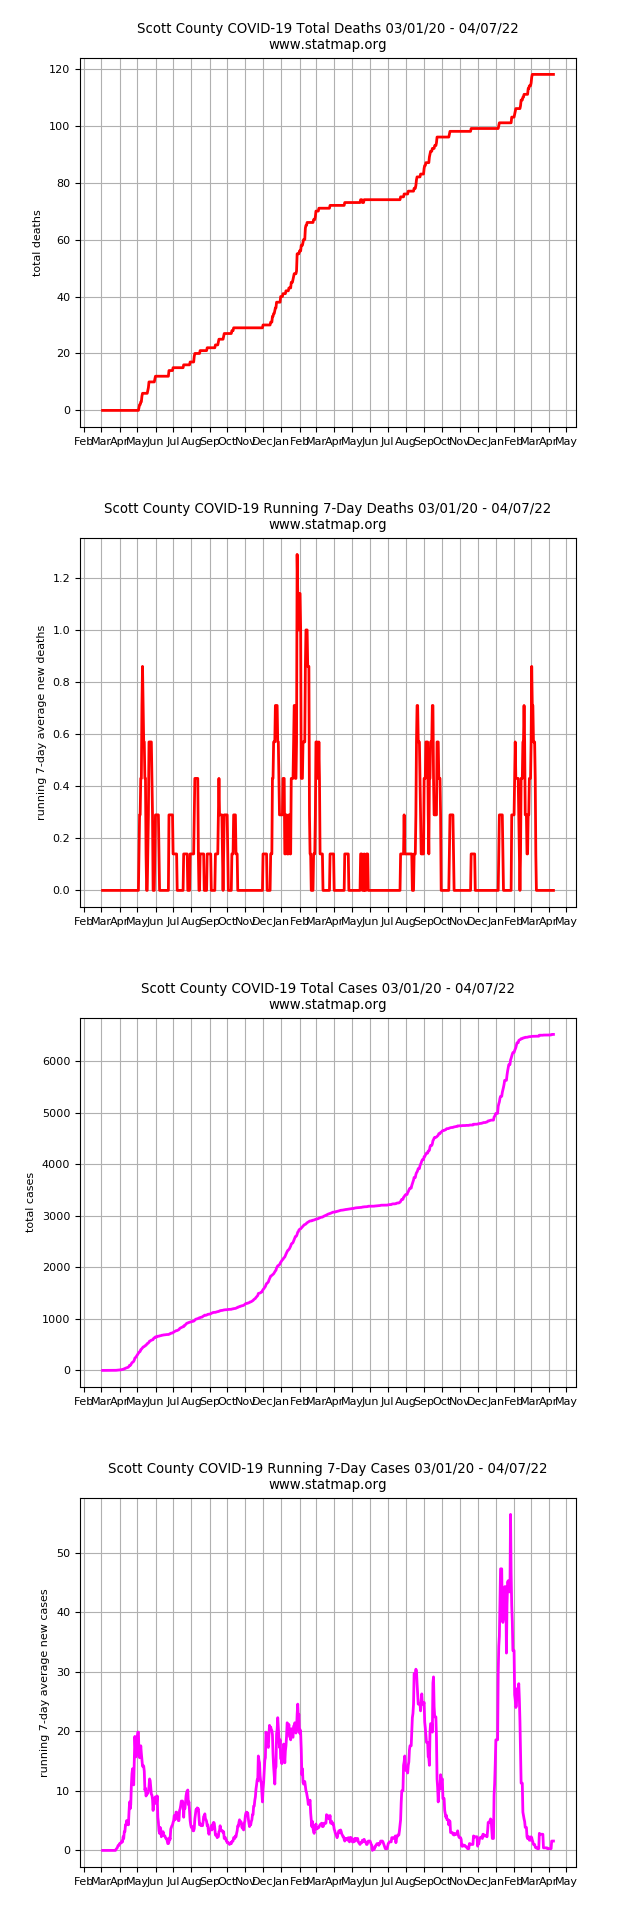 Scott County COVID-19 Total Deaths 03/01/20 - 04/07/22
www.statmap.org
120
100
80
60
40
20
0
total deaths
Feb Mar Apr May Jun Jul Aug Sep Oct Nov Dec Jan Feb Mar Apr May Jun Jul Aug Sep Oct Nov Dec Jan Feb Mar Apr May
Scott County COVID-19 Running 7-Day Deaths 03/01/20 - 04/07/22
www.statmap.org
1.2
1.0
0.8
0.6
0.4
0.2
0.0
running 7-day average new deaths
Feb Mar Apr May Jun Jul Aug Sep Oct Nov Dec Jan Feb Mar Apr May Jun Jul Aug Sep Oct Nov Dec Jan Feb Mar Apr May
Scott County COVID-19 Total Cases 03/01/20 - 04/07/22
www.statmap.org
6000
5000
4000
3000
2000
1000
0
total cases
Feb Mar Apr May Jun Jul Aug Sep Oct Nov Dec Jan Feb Mar Apr May Jun Jul Aug Sep Oct Nov Dec Jan Feb Mar Apr May
Scott County COVID-19 Running 7-Day Cases 03/01/20 - 04/07/22
www.statmap.org
50
40
30
20
10
0
running 7-day average new cases
Feb Mar Apr May Jun Jul Aug Sep Oct Nov Dec Jan Feb Mar Apr May Jun Jul Aug Sep Oct Nov Dec Jan Feb Mar Apr May